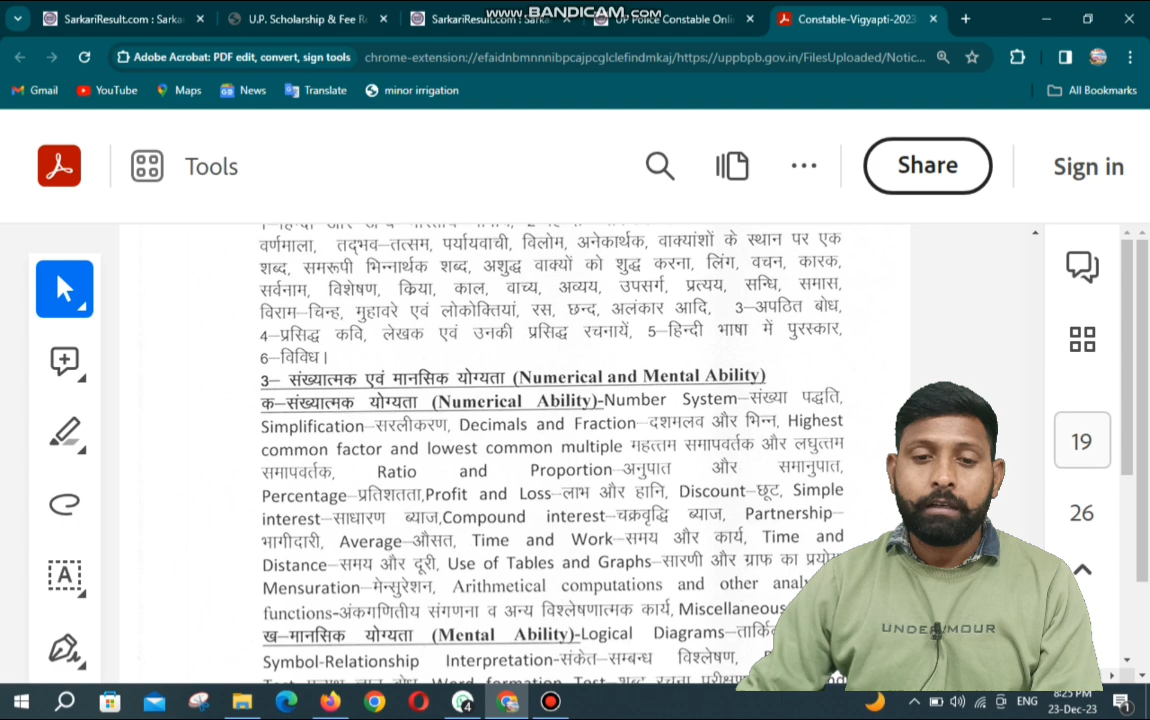 www.BANDICAM.com
SarkariResult.com : Sarka
U.P. Scholarship & Fee Re
SarkariResult.com : Sarka
UP Police Constable Onli
Constable-Vigyapti-2023
Adobe Acrobat: PDF edit, convert, sign tools
chrome-extension://efaidnbmnnnibpcajpcglclefindmkaj/https://uppbpb.gov.in/FilesUploaded/Notic...
Gmail
YouTube
Maps
News
Translate
minor irrigation
All Bookmarks
Tools
Share
Sign in
वर्णमाला, तद्भव–तत्सम, पर्यायवाची, विलोम, अनेकार्थक, वाक्यांशों के स्थान पर एक
शब्द, समरूपी भिन्नार्थक शब्द, अशुद्ध वाक्यों को शुद्ध करना, लिंग, वचन, कारक,
सर्वनाम, विशेषण, क्रिया, काल, वाच्य, अव्यय, उपसर्ग, प्रत्यय, सन्धि, समास,
विराम–चिन्ह, मुहावरे एवं लोकोक्तियां, रस, छन्द, अलंकार आदि, 3–अपठित बोध,
4–प्रसिद्ध कवि, लेखक एवं उनकी प्रसिद्ध रचनायें, 5–हिन्दी भाषा में पुरस्कार,
6–विविध।
3– संख्यात्मक एवं मानसिक योग्यता (Numerical and Mental Ability)
क–संख्यात्मक योग्यता (Numerical Ability)-Number System–संख्या पद्धति,
Simplification–सरलीकरण, Decimals and Fraction–दशमलव और भिन्न, Highest
common factor and lowest common multiple महत्तम समापवर्तक और लघुत्तम
समापवर्तक, Ratio and Proportion–अनुपात और समानुपात,
Percentage–प्रतिशतता,Profit and Loss–लाभ और हानि, Discount–छूट, Simple
interest–साधारण ब्याज,Compound interest–चक्रवृद्धि ब्याज, Partnership–
भागीदारी, Average–औसत, Time and Work–समय और कार्य, Time and
Distance–समय और दूरी, Use of Tables and Graphs–सारणी और ग्राफ का प्रयोग,
Mensuration–मेन्सुरेशन, Arithmetical computations and other
functions-अंकगणितीय संगणना व अन्य विश्लेषणात्मक कार्य, Miscellaneous
ख–मानसिक योग्यता (Mental Ability)-Logical Diagrams–
Symbol-Relationship Interpretation-संकेत–सम्बन्ध विश्लेषण,
19
26
UNDER ARMOUR
4
ENG
8:25 PM
23-Dec-23
1